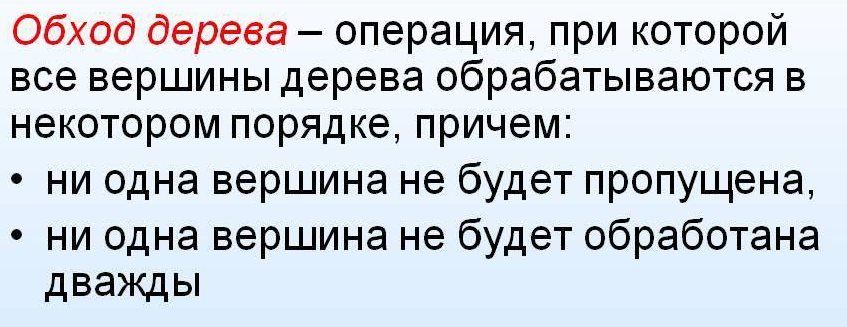 Обход дерева – операция, при которой
все вершины дерева обрабатываются в
некотором порядке, причем:
• ни одна вершина не будет пропущена,
• ни одна вершина не будет обработана
дважды